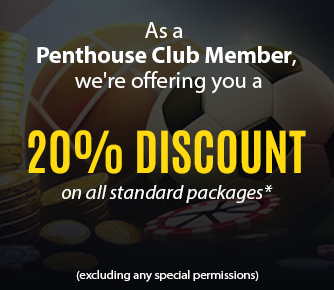 As a
Penthouse Club Member,
we're offering you a
20% DISCOUNT
on all standard packages*
(excluding any special permissions)